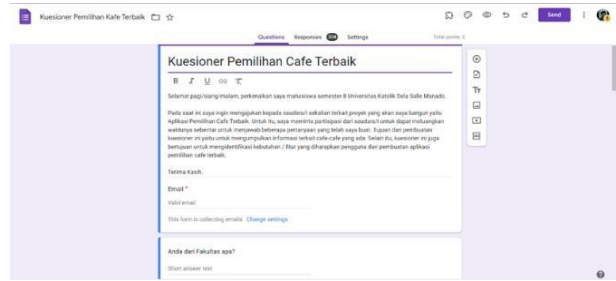 Kuesioner Pemilihan Kafe Terbaik
Send
Questions Responses Settings
Total points: 0
Kuesioner Pemilihan Cafe Terbaik
B I U
Selamat pagi/siang/malam, perkenalkan saya mahasiswa semester 8 Universitas Katolik Dela Salle Manado.
Pada saat ini saya ingin mengajukan kepada saudara/i sekalian terkait proyek yang akan saya bangun yaitu
Aplikasi Pemilihan Cafe Terbaik. Untuk itu, saya meminta partisipasi dari saudara/i untuk dapat meluangkan
waktunya sebentar untuk menjawab beberapa pertanyaan yang telah saya buat. Tujuan dari pembuatan
kuesioner ini yaitu untuk mengumpulkan informasi terkait cafe-cafe yang ada. Selain itu, kuesioner ini juga
bertujuan untuk mengidentifikasi kebutuhan / fitur yang diharapkan pengguna dari pembuatan aplikasi
pemilihan cafe terbaik.
Terima Kasih.
Email *
Valid email
This form is collecting emails. Change settings
Anda dari Fakultas apa?
Short answer text